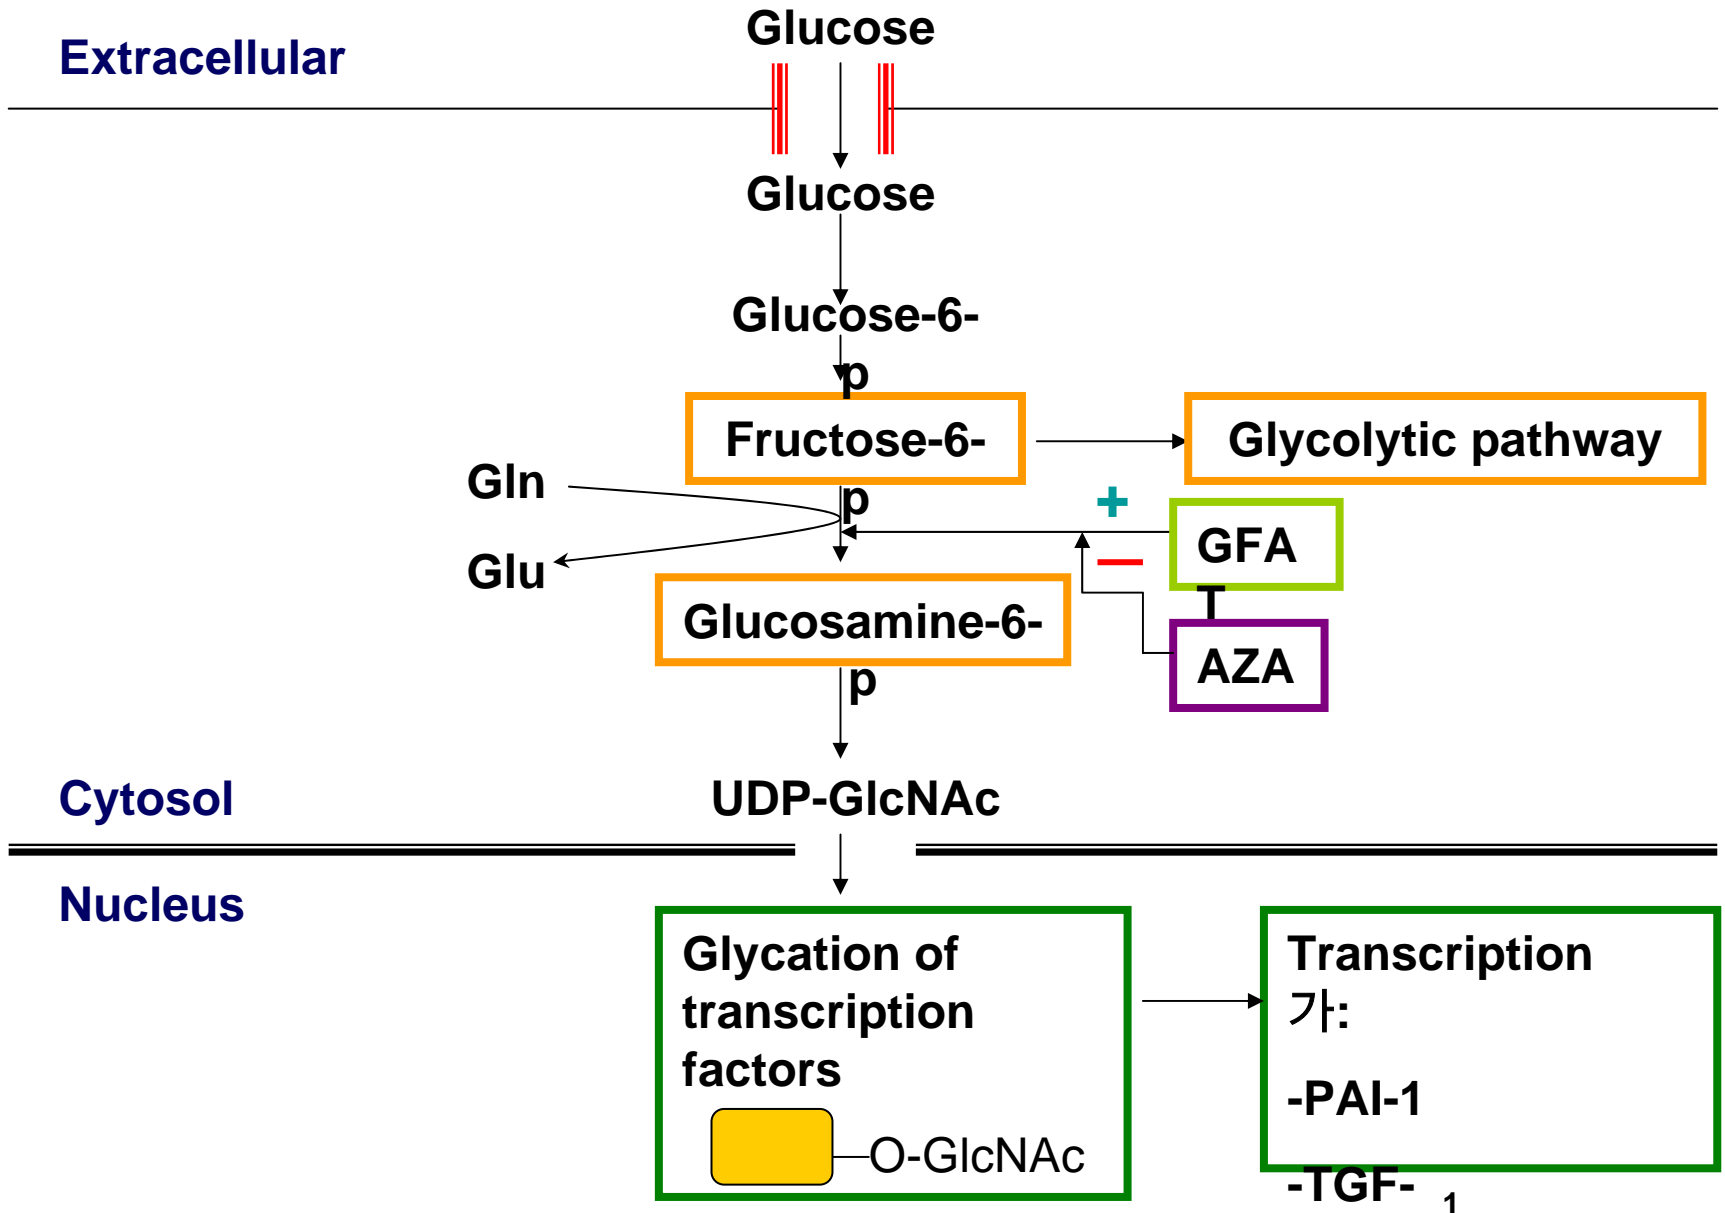 Glucose
Extracellular
Glucose
Glucose-6-
p
Fructose-6-
p
Glycolytic pathway
Gln
Glu
+
—
GFA
T
AZA
Glucosamine-6-
p
Cytosol
UDP-GlcNAc
Nucleus
Glycation of
transcription
factors
O-GlcNAc
Transcription
가:
-PAI-1
-TGF- 1